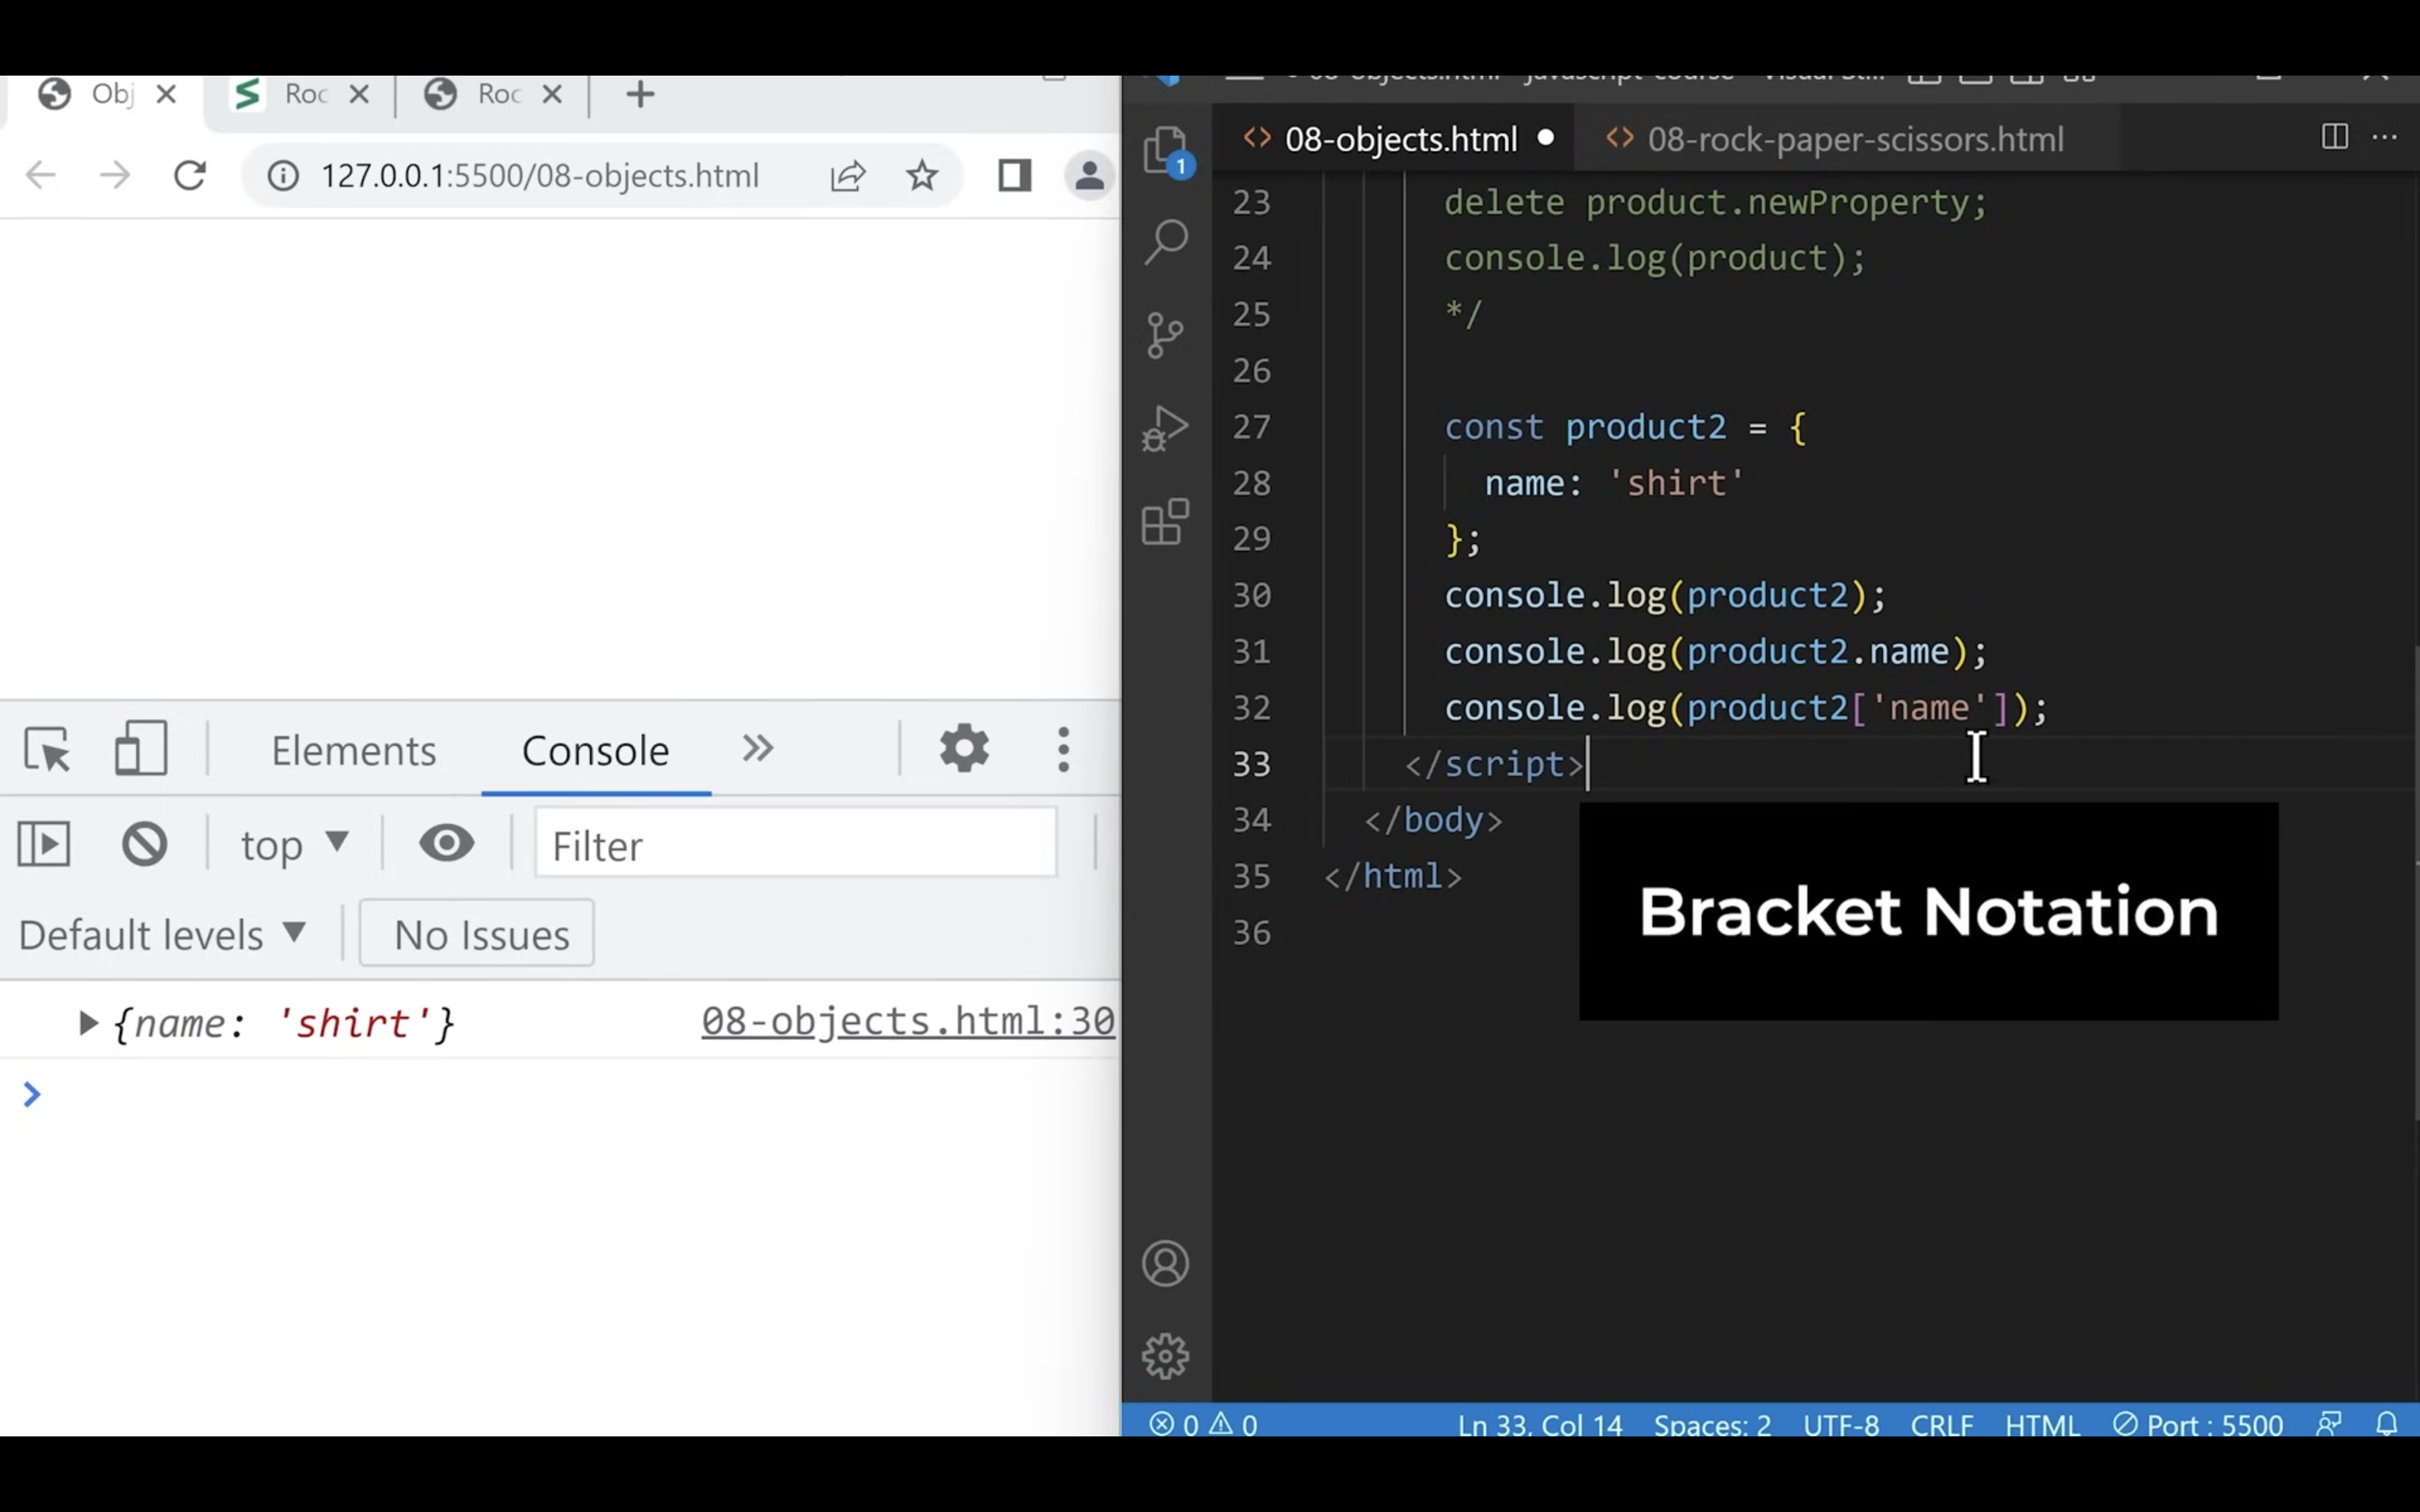 Obj
Roc
Roc
127.0.0.1:5500/08-objects.html
Elements
Console
top
Filter
Default levels
No Issues
{name: 'shirt'}
08-objects.html:30
1
08-objects.html
08-rock-paper-scissors.html
23 delete product.newProperty;
24 console.log(product);
25 */
26
27 const product2 = {
28 name: 'shirt'
29 };
30 console.log(product2);
31 console.log(product2.name);
32 console.log(product2['name']);
33 </script>
34 </body>
35 </html>
36
Bracket Notation
0 0 Ln 33, Col 14 Spaces: 2 UTF-8 CRLF HTML Port : 5500